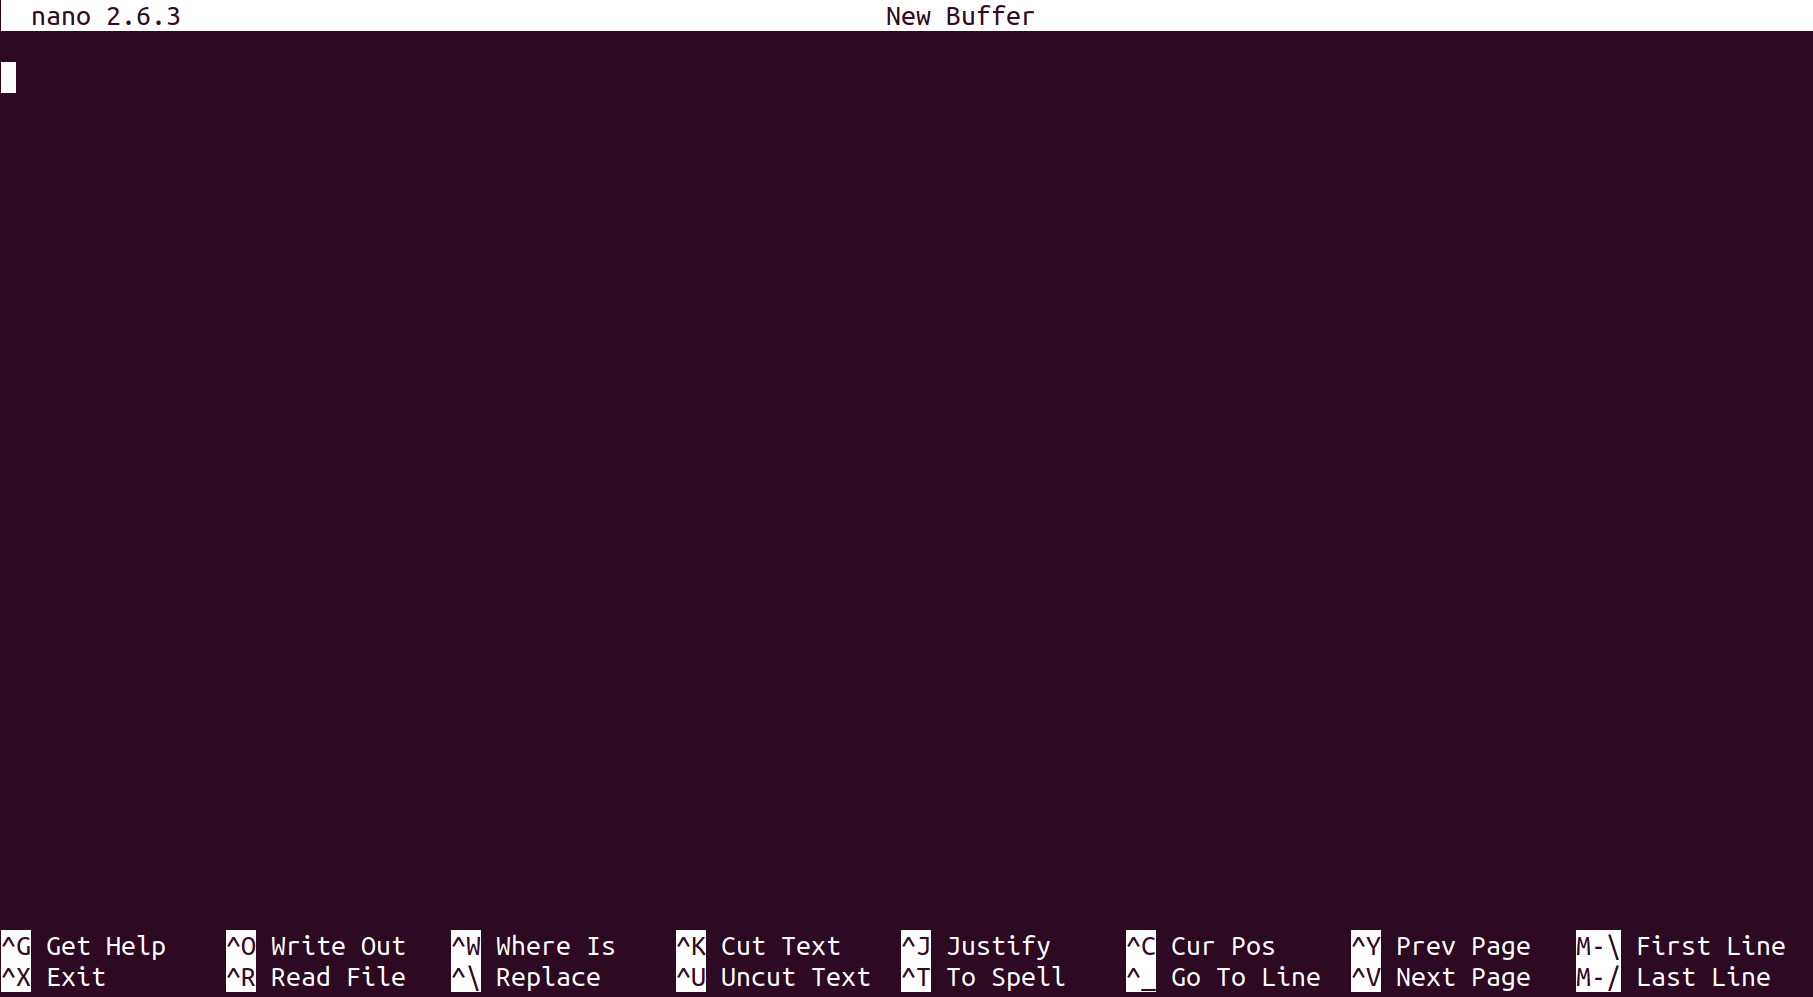 nano 2.6.3 New Buffer
^G Get Help ^O Write Out ^W Where Is ^K Cut Text ^J Justify ^C Cur Pos ^Y Prev Page M-\ First Line
^X Exit ^R Read File ^\ Replace ^U Uncut Text ^T To Spell ^_ Go To Line ^V Next Page M-/ Last Line